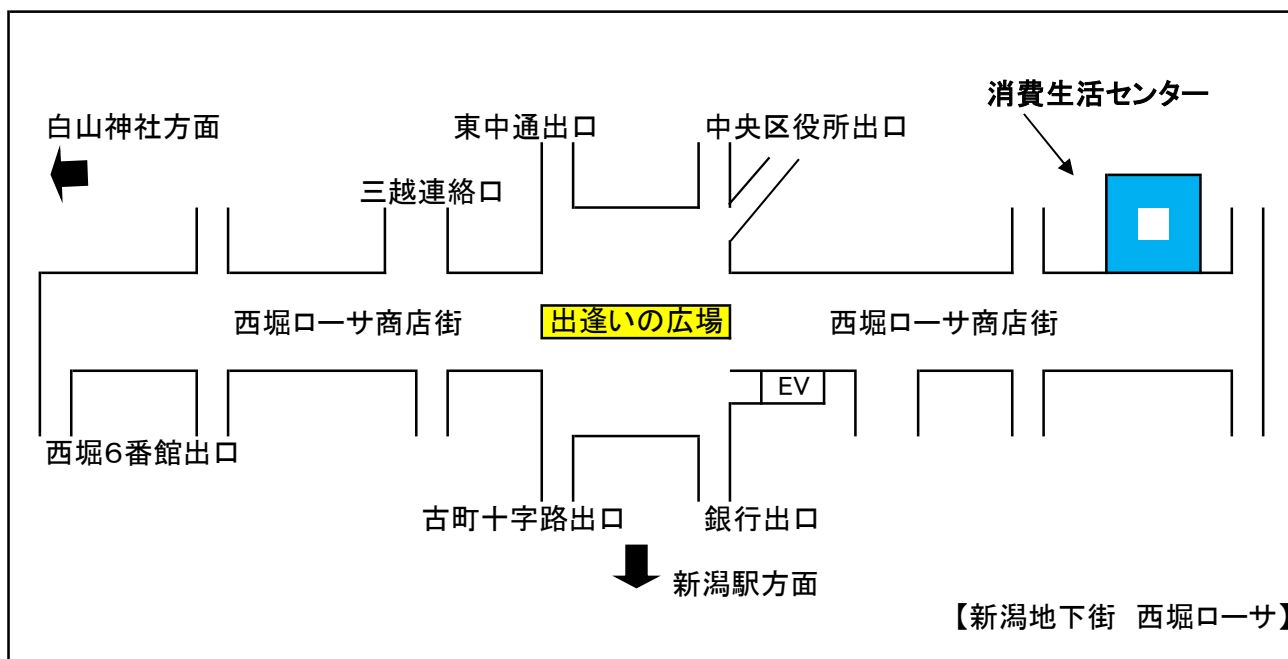 消費生活センター
白山神社方面
東中通出口
中央区役所出口
三越連絡口
西堀ローサ商店街
出逢いの広場
西堀ローサ商店街
EV
西堀6番館出口
古町十字路出口
銀行出口
新潟駅方面
【新潟地下街 西堀ローサ】